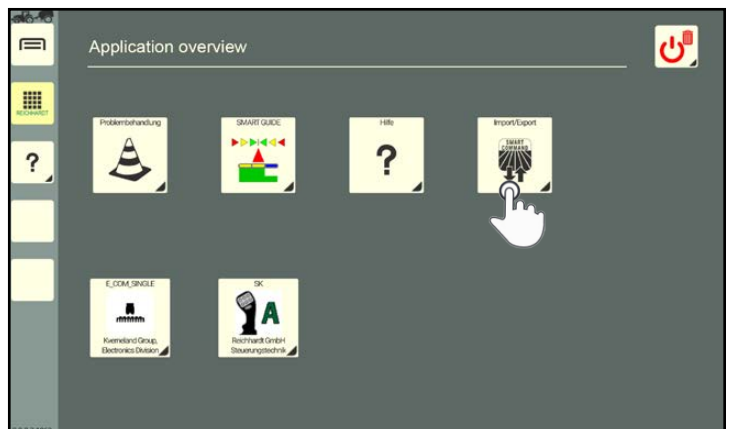 Application overview
REICHHARDT
?
Problembehandlung
SMART GUIDE
Hilfe
?
Import/Export
SMART
COMMAND
E_COM_SINGLE
Kverneland Group,
Electronics Division
SK
A
Reichhardt GmbH
Steuerungstechnik